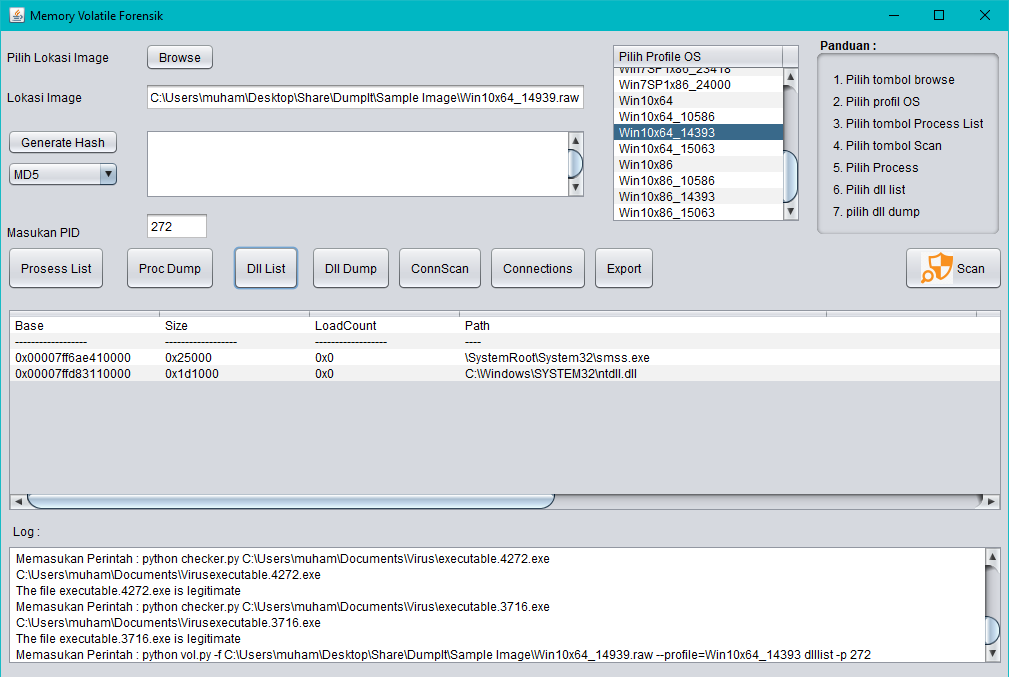 Memory Volatile Forensik
Pilih Lokasi Image
Browse
Lokasi Image
C:\Users\muham\Desktop\Share\DumpIt\Sample Image\Win10x64_14939.raw
Generate Hash
MD5
Masukan PID
272
Pilih Profile OS
Win7SP1x86_23418
Win7SP1x86_24000
Win10x64
Win10x64_10586
Win10x64_14393
Win10x64_15063
Win10x86
Win10x86_10586
Win10x86_14393
Win10x86_15063
Panduan :
1. Pilih tombol browse
2. Pilih profil OS
3. Pilih tombol Process List
4. Pilih tombol Scan
5. Pilih Process
6. Pilih dll list
7. pilih dll dump
Prosess List
Proc Dump
Dll List
Dll Dump
ConnScan
Connections
Export
Scan
Base Size LoadCount Path
------------------ ------------------ ------------------ ----
0x00007ff6ae410000 0x25000 0x0 \SystemRoot\System32\smss.exe
0x00007ffd83110000 0x1d1000 0x0 C:\Windows\SYSTEM32\ntdll.dll
Log :
Memasukan Perintah : python checker.py C:\Users\muham\Documents\Virus\executable.4272.exe
C:\Users\muham\Documents\Virusexecutable.4272.exe
The file executable.4272.exe is legitimate
Memasukan Perintah : python checker.py C:\Users\muham\Documents\Virus\executable.3716.exe
C:\Users\muham\Documents\Virusexecutable.3716.exe
The file executable.3716.exe is legitimate
Memasukan Perintah : python vol.py -f C:\Users\muham\Desktop\Share\DumpIt\Sample Image\Win10x64_14939.raw --profile=Win10x64_14393 dlllist -p 272